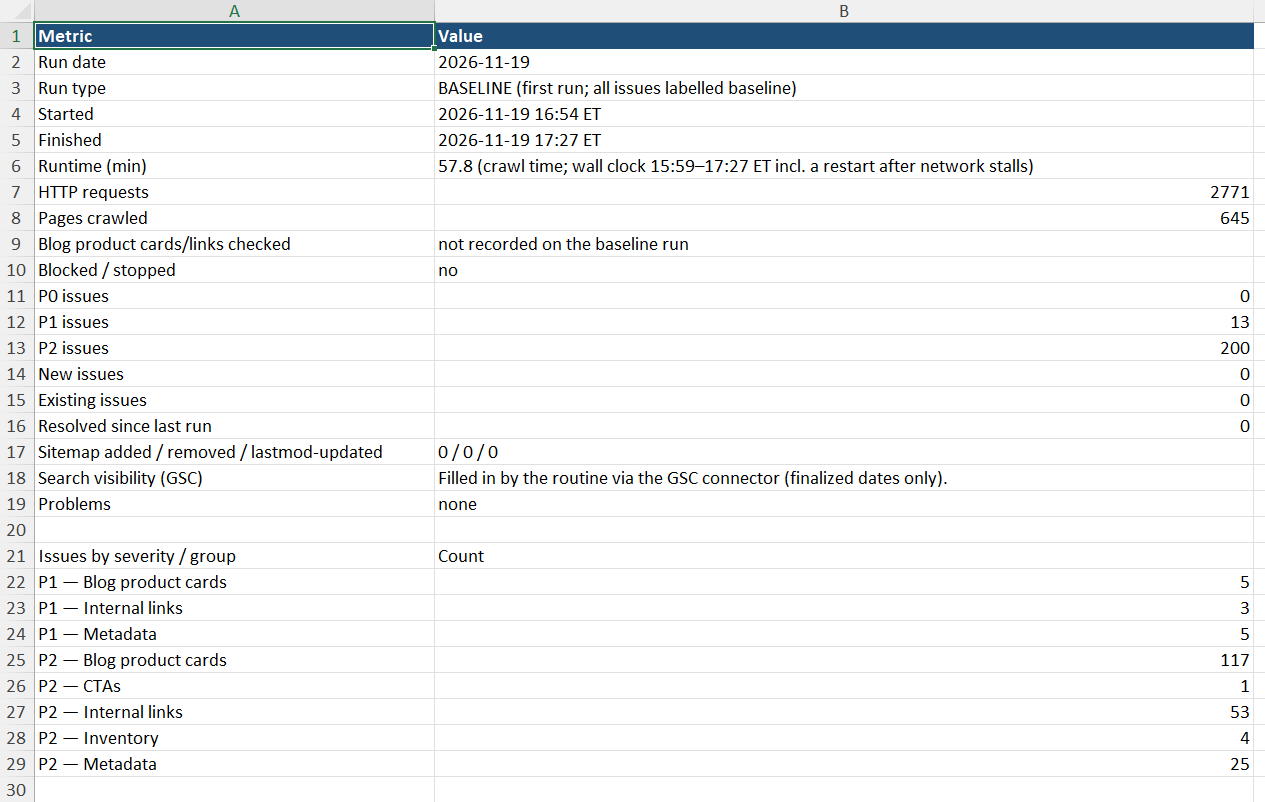 A B
1 Metric Value
2 Run date 2026-11-19
3 Run type BASELINE (first run; all issues labelled baseline)
4 Started 2026-11-19 16:54 ET
5 Finished 2026-11-19 17:27 ET
6 Runtime (min) 57.8 (crawl time; wall clock 15:59–17:27 ET incl. a restart after network stalls)
7 HTTP requests 2771
8 Pages crawled 645
9 Blog product cards/links checked not recorded on the baseline run
10 Blocked / stopped no
11 P0 issues 0
12 P1 issues 13
13 P2 issues 200
14 New issues 0
15 Existing issues 0
16 Resolved since last run 0
17 Sitemap added / removed / lastmod-updated 0 / 0 / 0
18 Search visibility (GSC) Filled in by the routine via the GSC connector (finalized dates only).
19 Problems none
20
21 Issues by severity / group Count
22 P1 — Blog product cards 5
23 P1 — Internal links 3
24 P1 — Metadata 5
25 P2 — Blog product cards 117
26 P2 — CTAs 1
27 P2 — Internal links 53
28 P2 — Inventory 4
29 P2 — Metadata 25
30